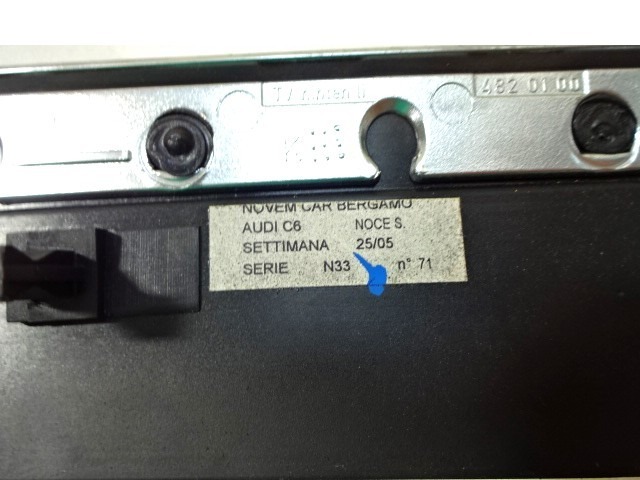 482 01 00
NOVEM CAR BERGAMO
AUDI C6 NOCE S.
SETTIMANA 25/05
SERIE N33 n° 71